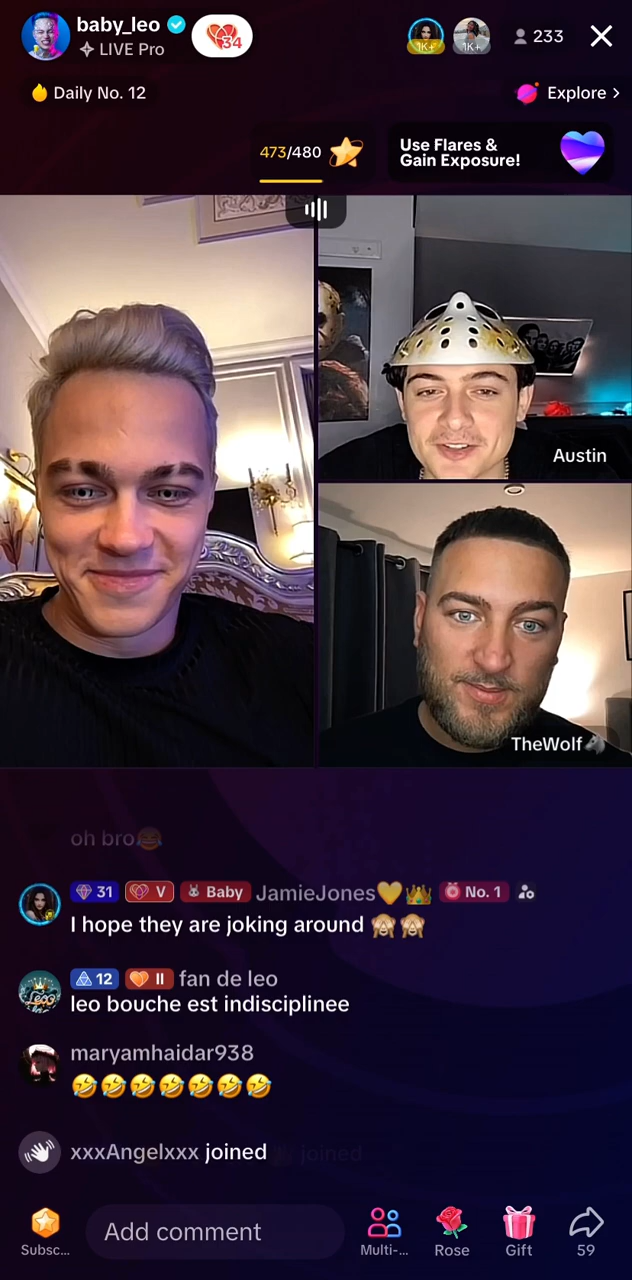 baby_leo
LIVE Pro
34
1K+
1K+
233
Daily No. 12
Explore
473/480
Use Flares &
Gain Exposure!
Austin
TheWolf
oh bro😂
31 V Baby JamieJones💛👑 No. 1
I hope they are joking around 🙈🙈
12 II fan de leo
leo bouche est indisciplinee
maryamhaidar938
🤣🤣🤣🤣🤣🤣🤣
xxxAngelxxx joined
joined
Add comment
Subsc...
Multi-...
Rose
Gift
59